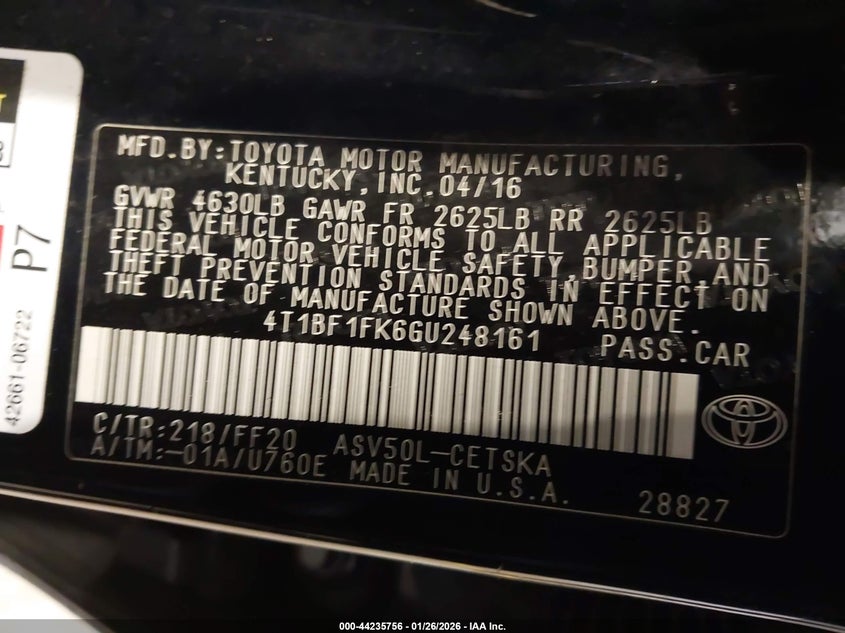 MFD.BY:TOYOTA MOTOR MANUFACTURING,
KENTUCKY,INC.04/16
GVWR 4630LB GAWR FR 2625LB RR 2625LB
THIS VEHICLE CONFORMS TO ALL APPLICABLE
FEDERAL MOTOR VEHICLE SAFETY,BUMPER AND
THEFT PREVENTION STANDARDS IN EFFECT ON
THE DATE OF MANUFACTURE SHOWN ABOVE.
4T1BF1FK6GU248161 PASS.CAR
C/TR:218/FF20 ASV50L-CETSKA
A/TM:-01A/U760E MADE IN U.S.A.
28827
P7
42661-06722
000-44235756 - 01/26/2026 - IAA Inc.